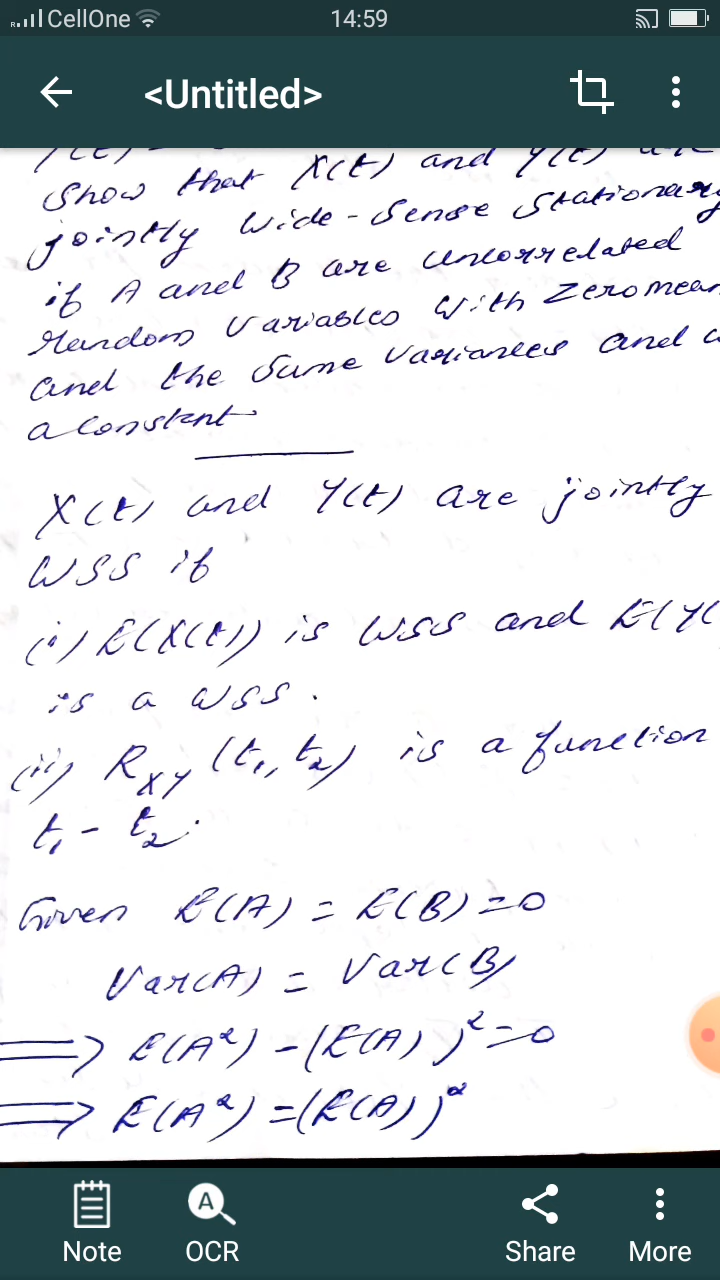 CellOne
14:59
<Untitled>
Show that X(t) and Y(t)
jointly Wide-Sense Stationary
if A and B are uncorrelated
random variables with zero mean
and the same variances and
a constant
X(t) and Y(t) are jointly
WSS if
(i) E(X(t)) is WSS and E(Y(
is a WSS.
(ii) R_XY (t₁, t₂) is a function
t₁ - t₂.
Given E(A) = E(B) = 0
Var(A) = Var(B)
⟹ E(A²) - (E(A))² = 0
⟹ E(A²) = (E(A))²
Note
OCR
Share
More